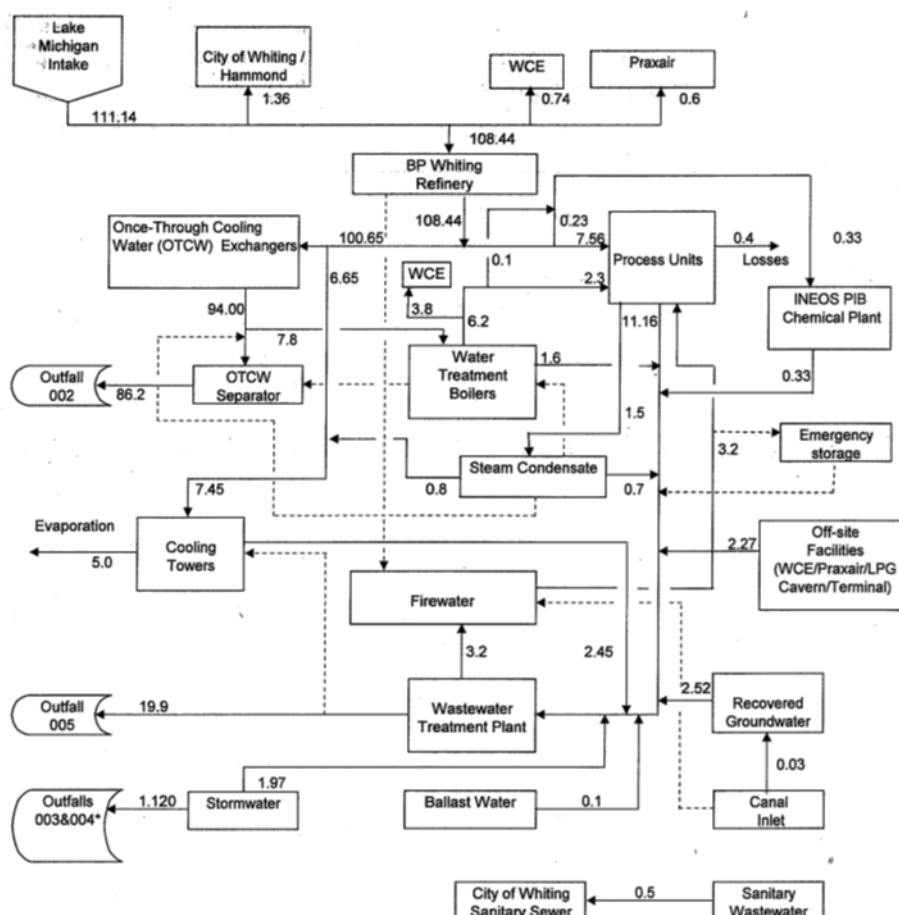 Lake
Michigan
Intake
City of Whiting /
Hammond
WCE
Praxair
1.36
0.74
0.6
111.14
108.44
BP Whiting
Refinery
Once-Through Cooling
Water (OTCW) Exchangers
100.65
108.44
0.23
7.56
Process Units
0.4
Losses
0.33
0.1
6.65
WCE
2.3
3.8
6.2
94.00
11.16
INEOS PIB
Chemical Plant
7.8
Water
Treatment
Boilers
1.6
0.33
Outfall
002
86.2
OTCW
Separator
1.5
3.2
Emergency
storage
Steam Condensate
0.8
0.7
7.45
Evaporation
5.0
Cooling
Towers
2.27
Off-site
Facilities
(WCE/Praxair/LPG
Cavern/Terminal)
Firewater
3.2
2.45
Outfall
005
19.9
Wastewater
Treatment Plant
2.52
Recovered
Groundwater
0.03
1.97
Outfalls
003&004*
1.120
Stormwater
Ballast Water
0.1
Canal
Inlet
City of Whiting
Sanitary Sewer
0.5
Sanitary
Wastewater